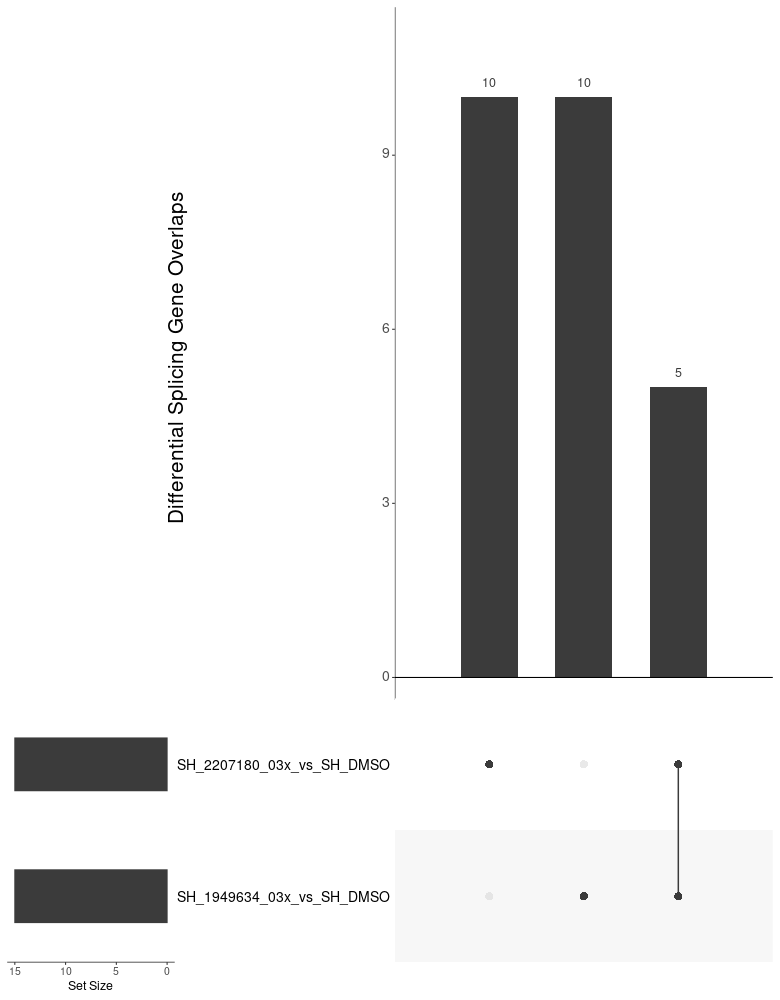 10
10
5
9
6
3
0
Differential Splicing Gene Overlaps
SH_2207180_03x_vs_SH_DMSO
SH_1949634_03x_vs_SH_DMSO
15 10 5 0
Set Size